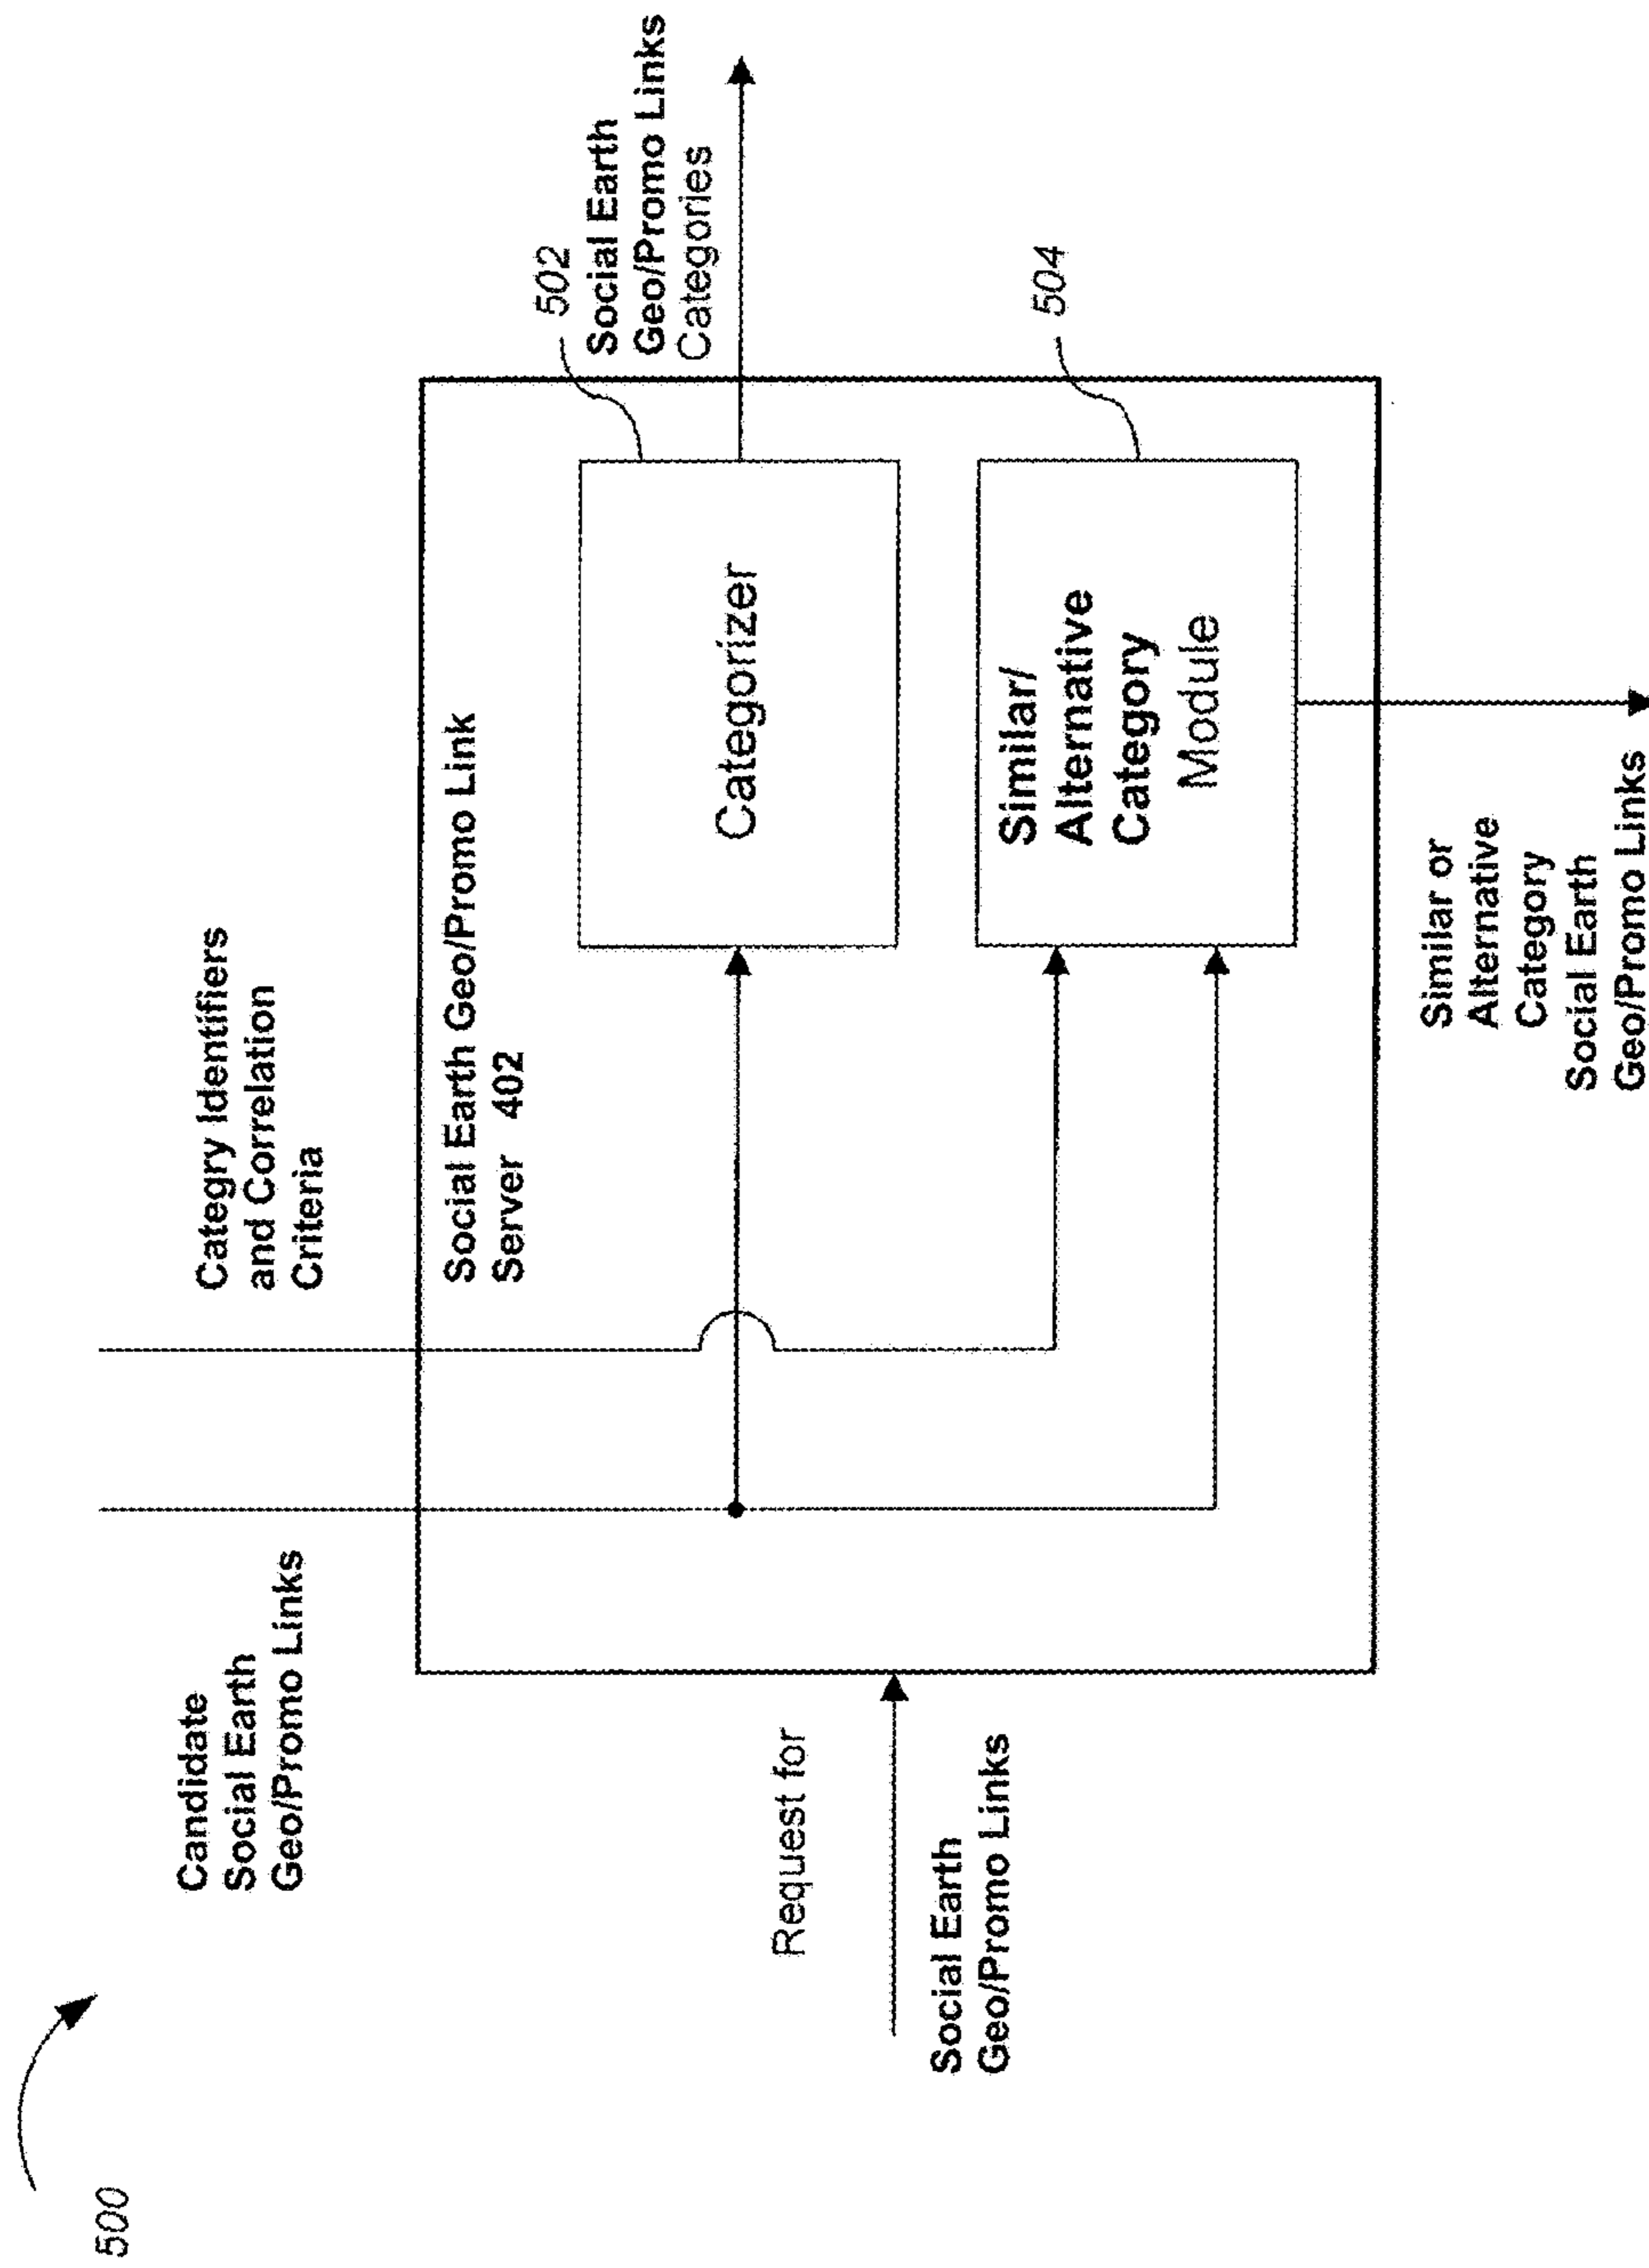 500
Candidate
Social Earth
Geo/Promo Links
Categry Identifiers
and Correlation
Criteria
Social Earth Geo/Promo Link
Server 402
502
Social Earth
Geo/Promo Links
Categories
Categorizer
Request for
Social Earth
Geo/Promo Links
504
Similar/
Alternative
Category
Module
Similar or
Alternative
Category
Social Earth
Geo/Promo Links